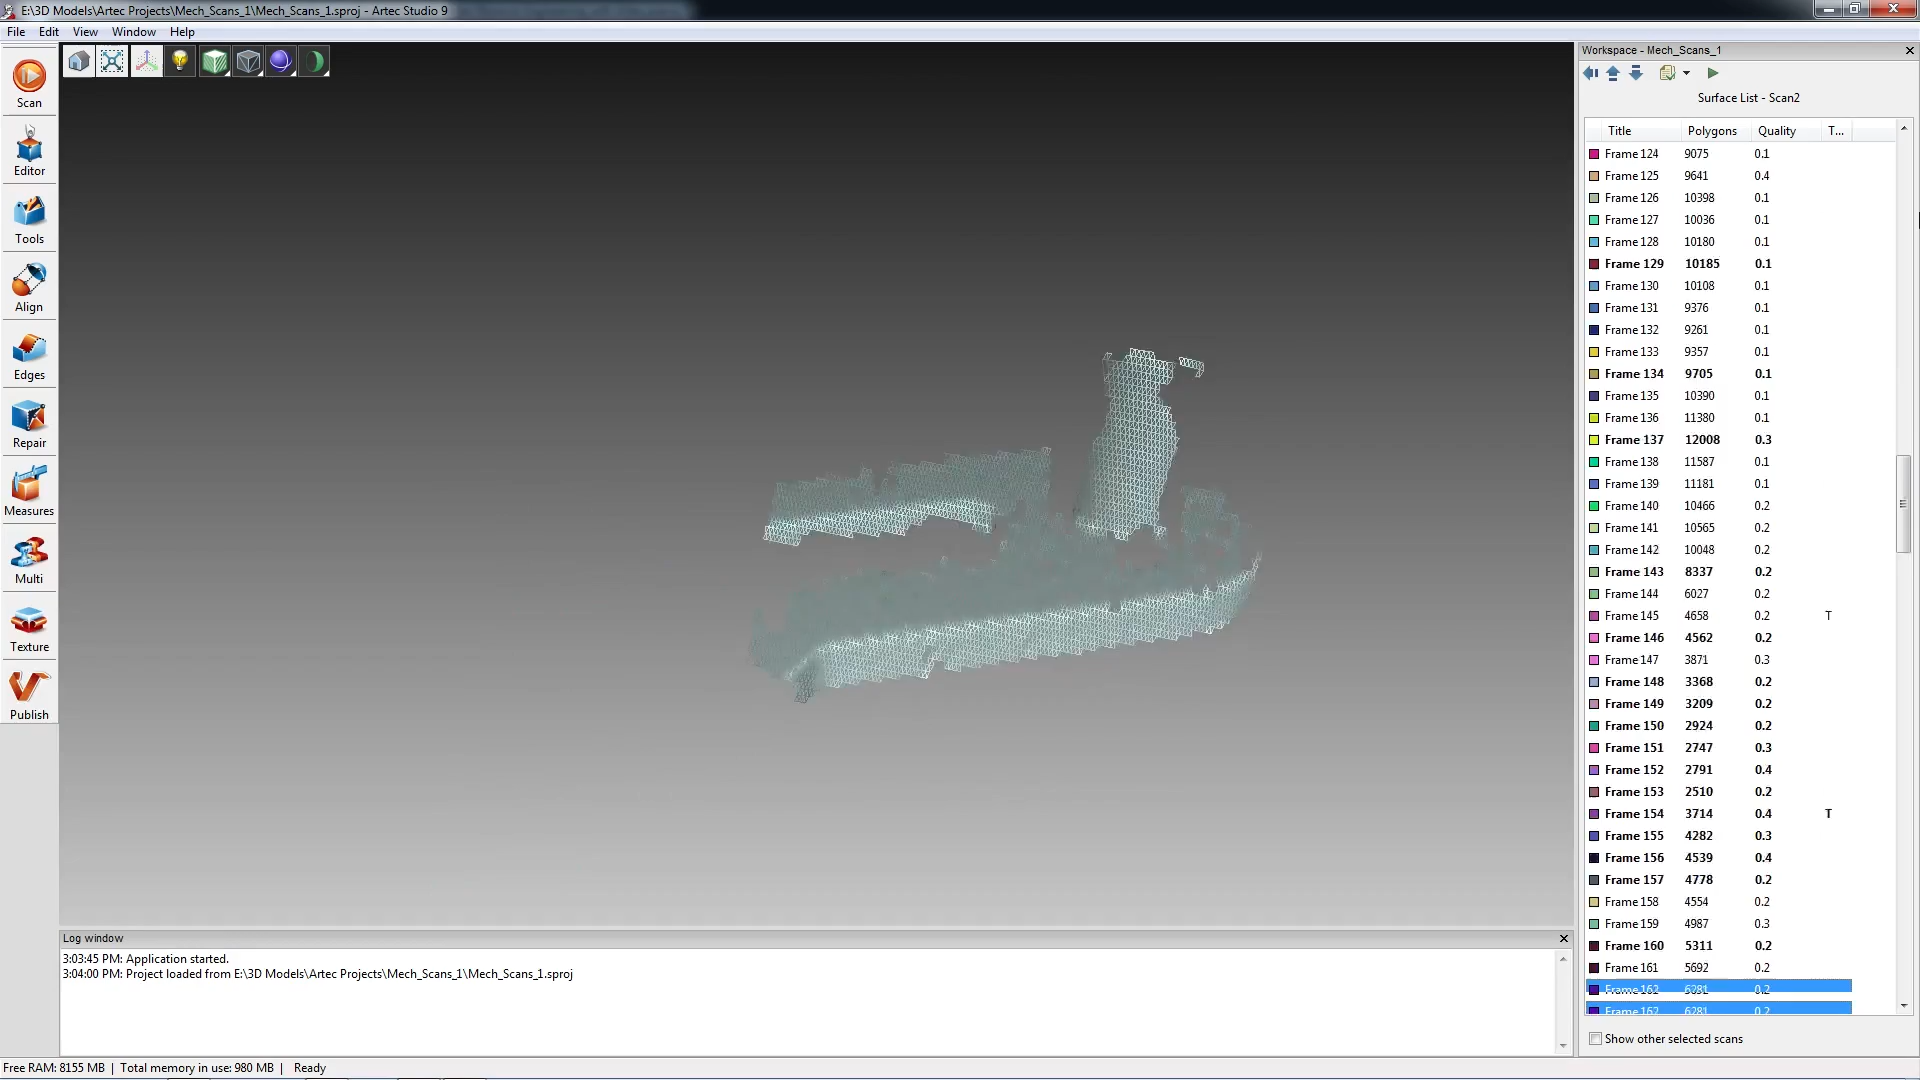 E:\3D Models\Artec Projects\Mech_Scans_1\Mech_Scans_1.sproj - Artec Studio 9
File Edit View Window Help
Scan
Editor
Tools
Align
Edges
Repair
Measures
Multi
Texture
Publish
Workspace - Mech_Scans_1
Surface List - Scan2
Title Polygons Quality T...
Frame 124 9075 0.1
Frame 125 9641 0.4
Frame 126 10398 0.1
Frame 127 10036 0.1
Frame 128 10180 0.1
Frame 129 10185 0.1
Frame 130 10108 0.1
Frame 131 9376 0.1
Frame 132 9261 0.1
Frame 133 9357 0.1
Frame 134 9705 0.1
Frame 135 10390 0.1
Frame 136 11380 0.1
Frame 137 12008 0.3
Frame 138 11587 0.1
Frame 139 11181 0.1
Frame 140 10466 0.2
Frame 141 10565 0.2
Frame 142 10048 0.2
Frame 143 8337 0.2
Frame 144 6027 0.2
Frame 145 4658 0.2 T
Frame 146 4562 0.2
Frame 147 3871 0.3
Frame 148 3368 0.2
Frame 149 3209 0.2
Frame 150 2924 0.2
Frame 151 2747 0.3
Frame 152 2791 0.4
Frame 153 2510 0.2
Frame 154 3714 0.4 T
Frame 155 4282 0.3
Frame 156 4539 0.4
Frame 157 4778 0.2
Frame 158 4554 0.2
Frame 159 4987 0.3
Frame 160 5311 0.2
Frame 161 5692 0.2
Frame 162 6281 0.2
Frame 162 6281 0.2
Show other selected scans
Log window
3:03:45 PM: Application started.
3:04:00 PM: Project loaded from E:\3D Models\Artec Projects\Mech_Scans_1\Mech_Scans_1.sproj
Free RAM: 8155 MB | Total memory in use: 980 MB | Ready